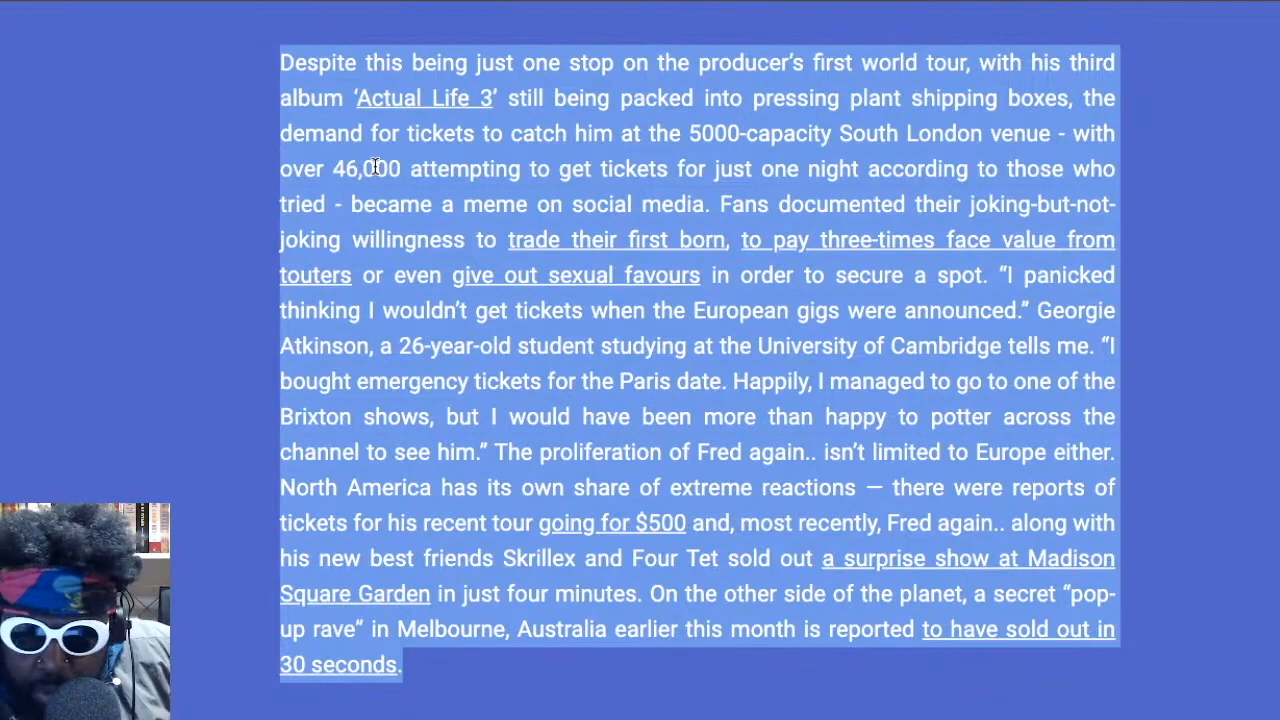 Despite this being just one stop on the producer’s first world tour, with his third
album ‘Actual Life 3’ still being packed into pressing plant shipping boxes, the
demand for tickets to catch him at the 5000-capacity South London venue - with
over 46,000 attempting to get tickets for just one night according to those who
tried - became a meme on social media. Fans documented their joking-but-not-
joking willingness to trade their first born, to pay three-times face value from
touters or even give out sexual favours in order to secure a spot. “I panicked
thinking I wouldn’t get tickets when the European gigs were announced.” Georgie
Atkinson, a 26-year-old student studying at the University of Cambridge tells me. “I
bought emergency tickets for the Paris date. Happily, I managed to go to one of the
Brixton shows, but I would have been more than happy to potter across the
channel to see him.” The proliferation of Fred again.. isn’t limited to Europe either.
North America has its own share of extreme reactions — there were reports of
tickets for his recent tour going for $500 and, most recently, Fred again.. along with
his new best friends Skrillex and Four Tet sold out a surprise show at Madison
Square Garden in just four minutes. On the other side of the planet, a secret “pop-
up rave” in Melbourne, Australia earlier this month is reported to have sold out in
30 seconds.